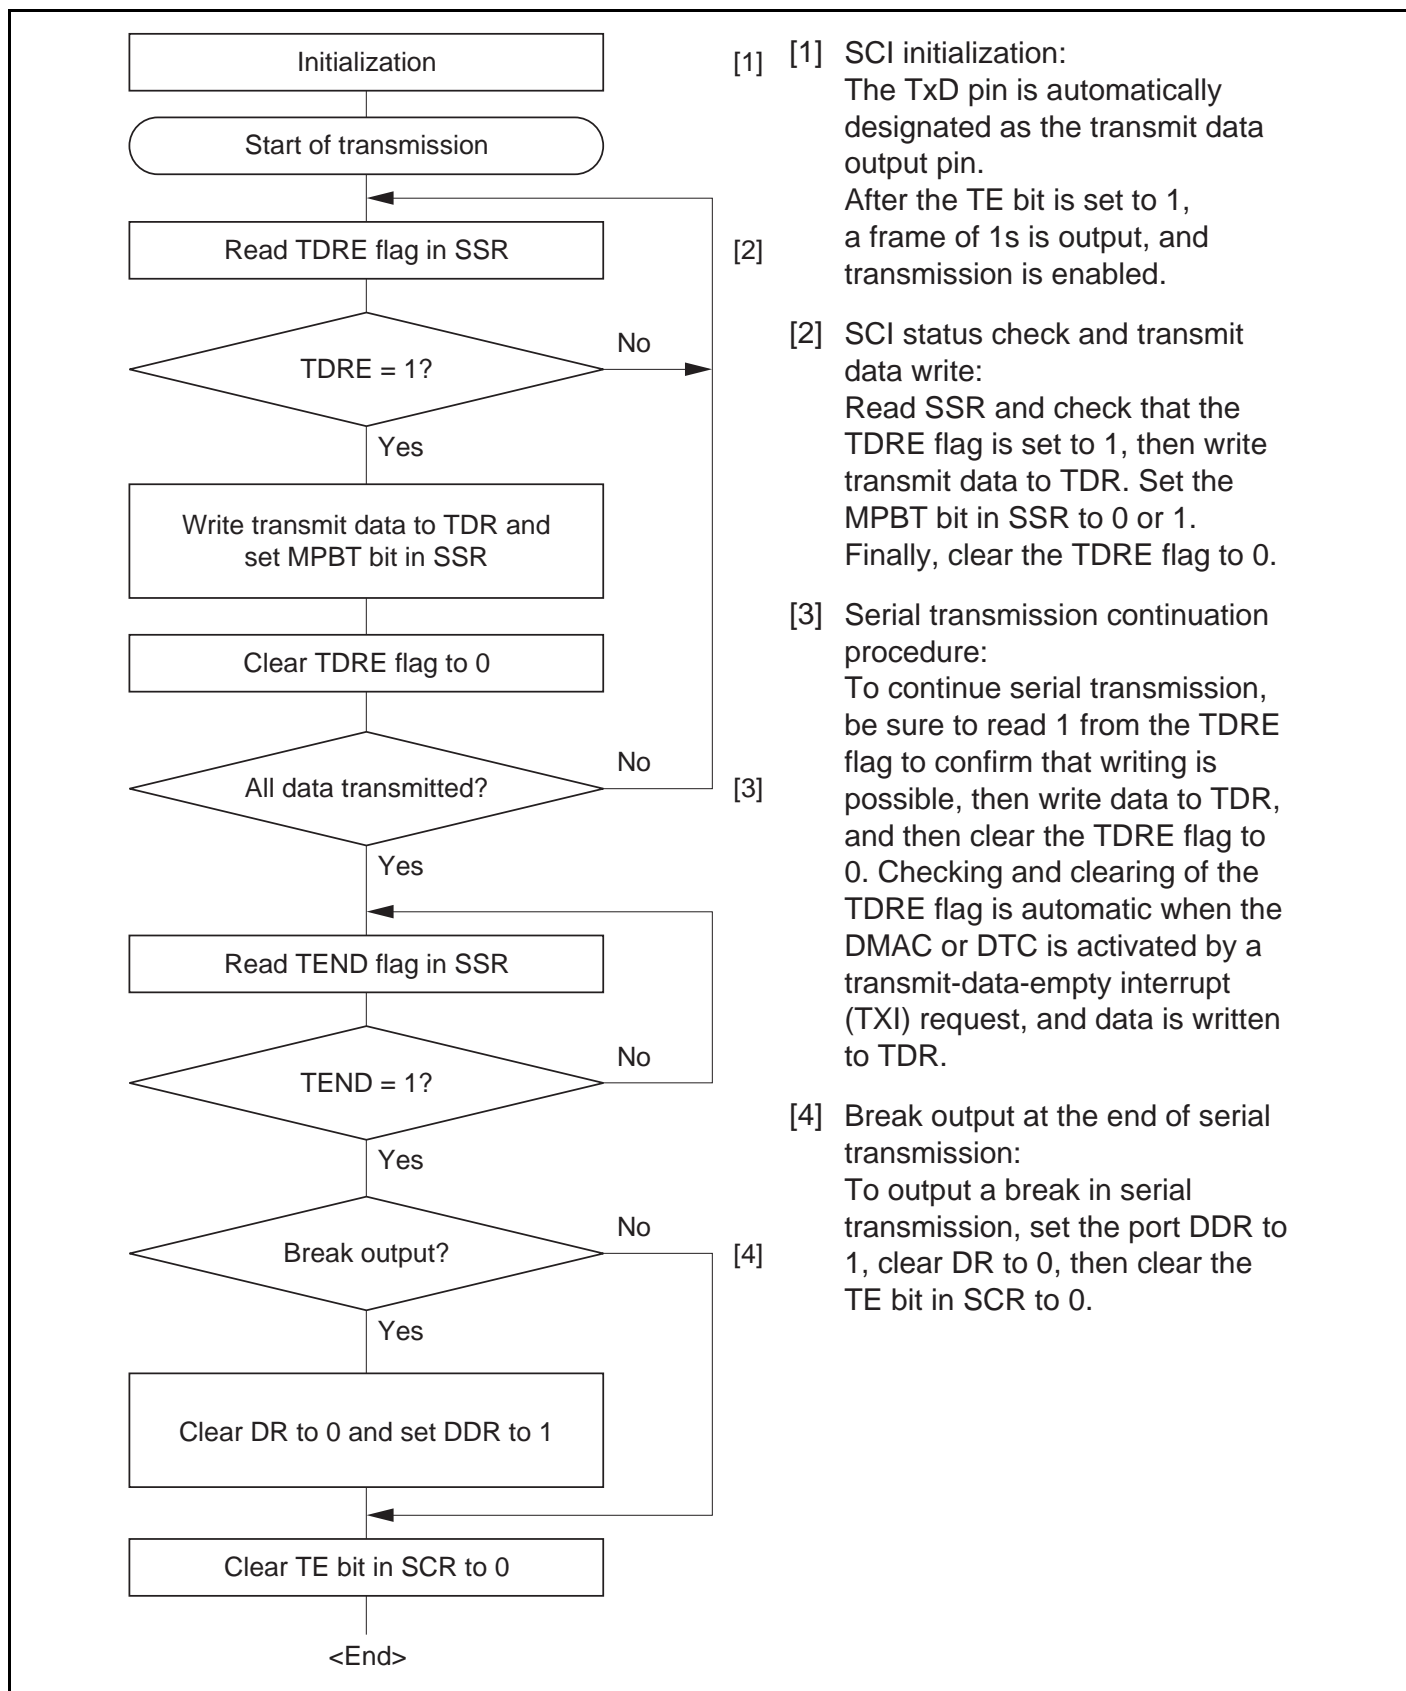 Initialization
[1]
Start of transmission
Read TDRE flag in SSR
[2]
TDRE = 1?
No
Yes
Write transmit data to TDR and
set MPBT bit in SSR
Clear TDRE flag to 0
All data transmitted?
No
[3]
Yes
Read TEND flag in SSR
TEND = 1?
No
Yes
Break output?
No
[4]
Yes
Clear DR to 0 and set DDR to 1
Clear TE bit in SCR to 0
<End>
[1] SCI initialization:
The TxD pin is automatically
designated as the transmit data
output pin.
After the TE bit is set to 1,
a frame of 1s is output, and
transmission is enabled.
[2] SCI status check and transmit
data write:
Read SSR and check that the
TDRE flag is set to 1, then write
transmit data to TDR. Set the
MPBT bit in SSR to 0 or 1.
Finally, clear the TDRE flag to 0.
[3] Serial transmission continuation
procedure:
To continue serial transmission,
be sure to read 1 from the TDRE
flag to confirm that writing is
possible, then write data to TDR,
and then clear the TDRE flag to
0. Checking and clearing of the
TDRE flag is automatic when the
DMAC or DTC is activated by a
transmit-data-empty interrupt
(TXI) request, and data is written
to TDR.
[4] Break output at the end of serial
transmission:
To output a break in serial
transmission, set the port DDR to
1, clear DR to 0, then clear the
TE bit in SCR to 0.